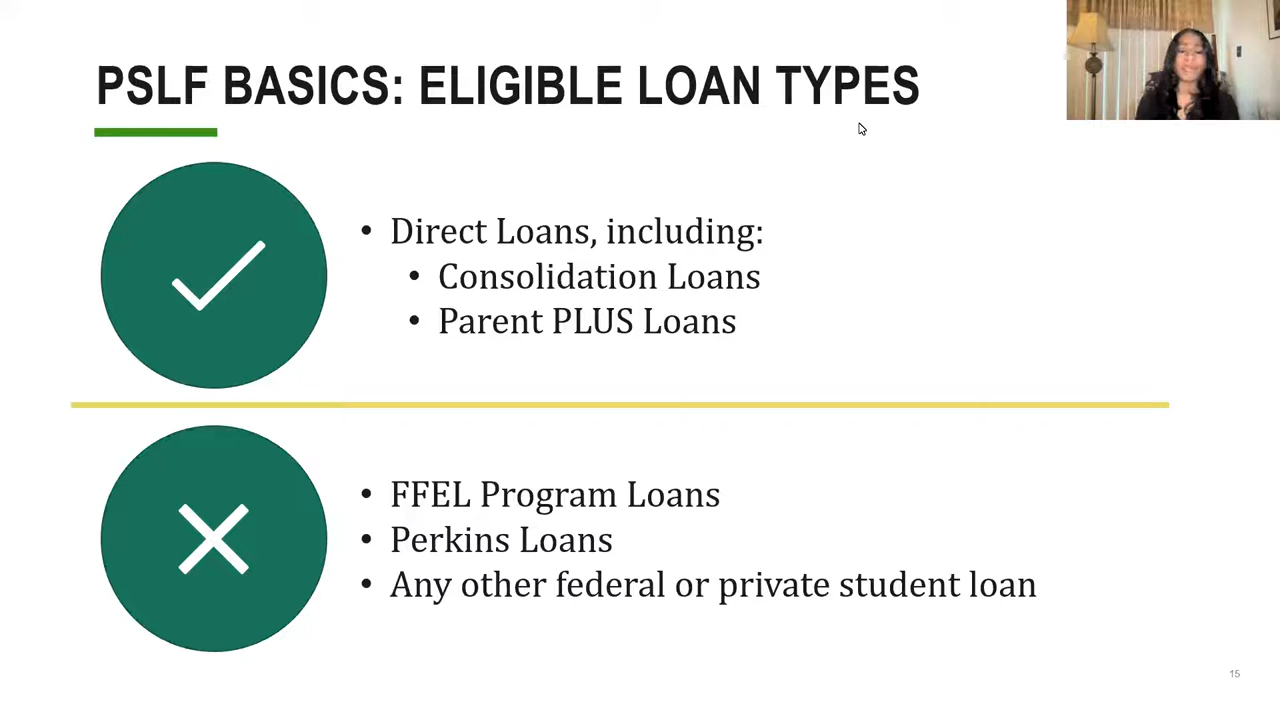 PSLF BASICS: ELIGIBLE LOAN TYPES
• Direct Loans, including:
• Consolidation Loans
• Parent PLUS Loans
• FFEL Program Loans
• Perkins Loans
• Any other federal or private student loan
15